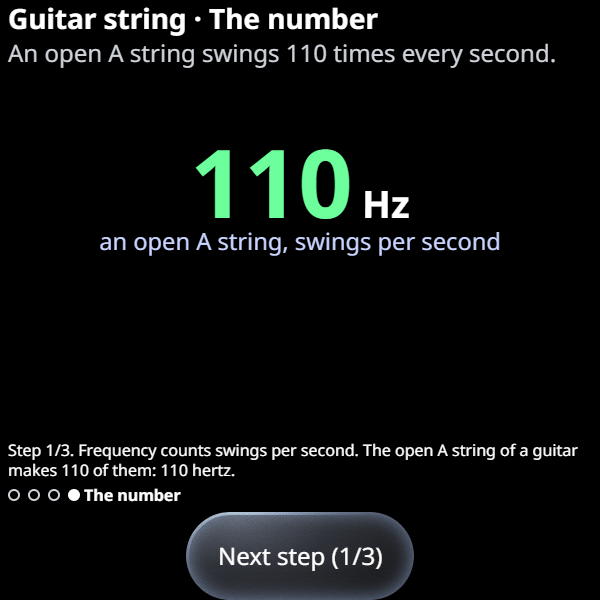 Guitar string · The number
An open A string swings 110 times every second.
110 Hz
an open A string, swings per second
Step 1/3. Frequency counts swings per second. The open A string of a guitar
makes 110 of them: 110 hertz.
The number
Next step (1/3)